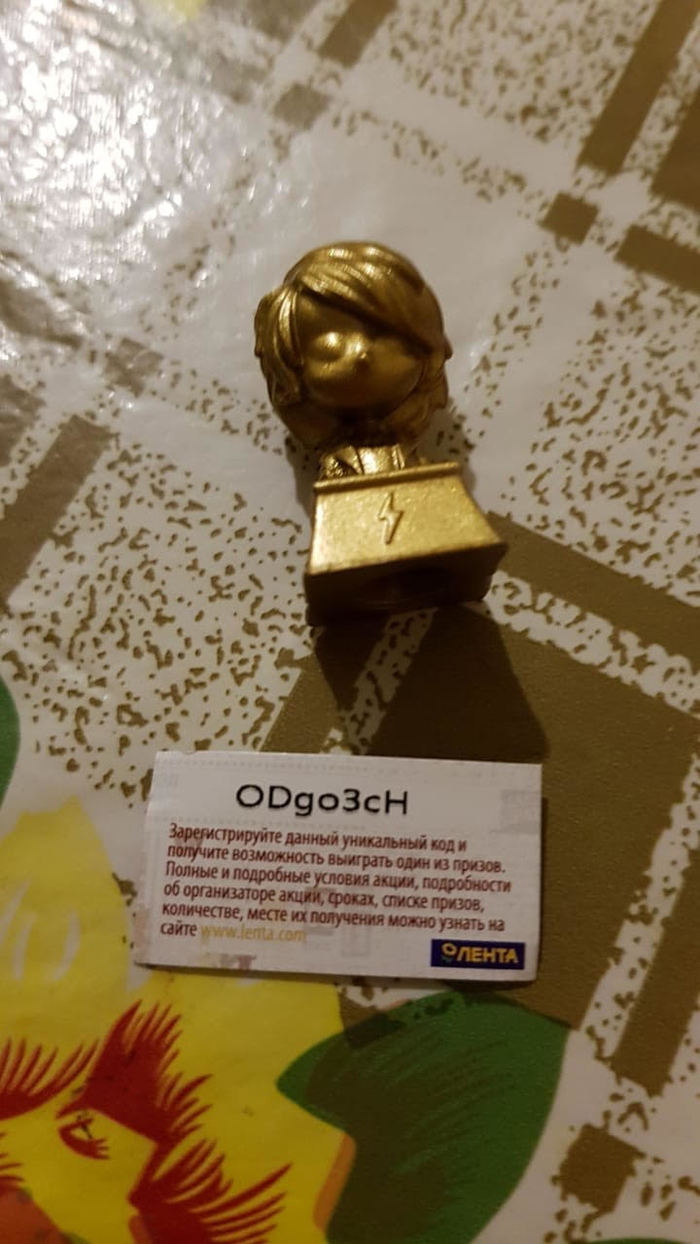 ODgo3cH
Зарегистрируйте данный уникальный код и
получите возможность выиграть один из призов.
Полные и подробные условия акции, подробности
об организаторе акции, сроках, списке призов,
количестве, месте их получения можно узнать на
сайте www.lenta.com
ЛЕНТА